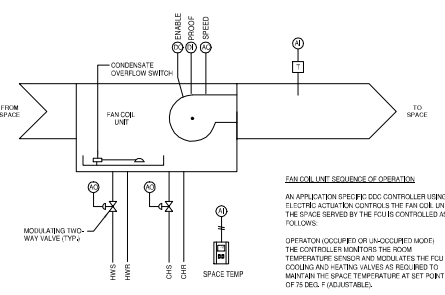 ENABLE
PROOF
SPEED
DO
DI
AO
AI
T
CONDENSATE
OVERFLOW SWITCH
FROM
SPACE
FAN COIL
UNIT
TO
SPACE
AO
AO
AI
MODULATING TWO-
WAY VALVE (TYP.)
HWS
HWR
CHS
CHR
SPACE TEMP
FAN COIL UNIT SEQUENCE OF OPERATION
AN APPLICATION SPECIFIC DDC CONTROLLER USING
ELECTRIC ACTUATION CONTROLS THE FAN COIL UN
THE SPACE SERVED BY THE FCU IS CONTROLLED AS
FOLLOWS:
OPERATON (OCCUPIED OR UN-OCCUPIED MODE)
THE CONTROLLER MONITORS THE ROOM
TEMPERATURE SENSOR AND MODULATES THE FCU
COOLING AND HEATING VALVES AS REQUIRED TO
MAINTAIN THE SPACE TEMPERATURE AT SET POINT
OF 75 DEG. F (ADJUSTABLE).